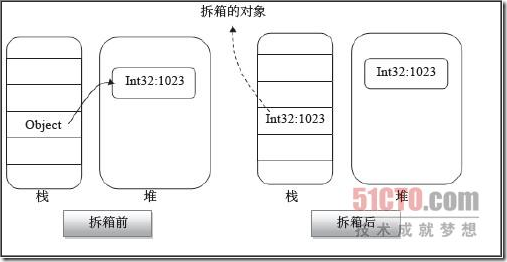 拆箱的对象
Int32:1023
Object
栈
堆
拆箱前
Int32:1023
Int32:1023
栈
堆
拆箱后
51CTO.com
技术成就梦想